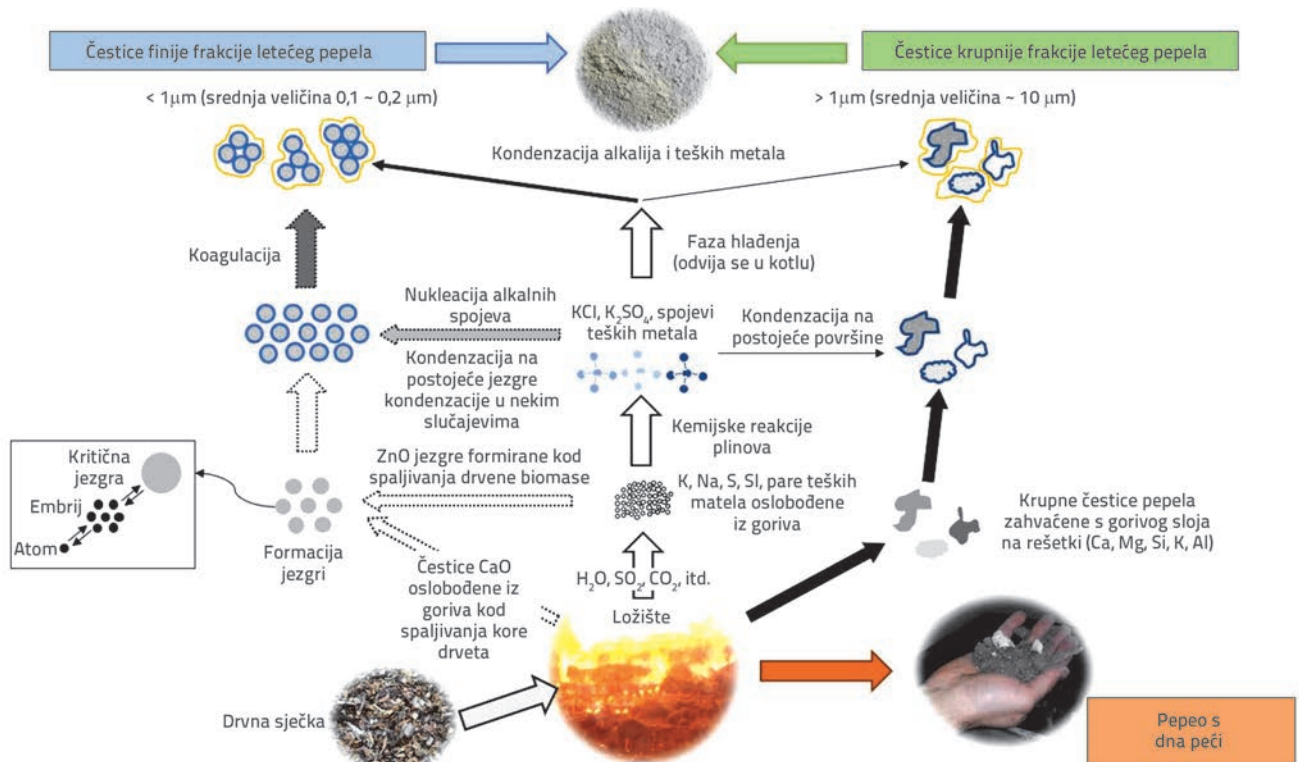 Čestice finije frakcije letećeg pepela
Čestice krupnije frakcije letećeg pepela
< 1μm (srednja veličina 0,1 ~ 0,2 μm)
> 1μm (srednja veličina ~ 10 μm)
Kondenzacija alkalija i teških metala
Koagulacija
Faza hlađenja
(odvija se u kotlu)
Nukleacija alkalnih
spojeva
KCl, K₂SO₄, spojevi
teških metala
Kondenzacija na
postojeće površine
Kondenzacija na
postojeće jezgre
kondenzacije u nekim
slučajevima
Kemijske reakcije
plinova
Kritična
jezgra
Embrij
Atom
ZnO jezgre formirane kod
spaljivanja drvene biomase
K, Na, S, Sl, pare teških
matela oslobođene
iz goriva
Krupne čestice pepela
zahvaćene s gorivog sloja
na rešetki (Ca, Mg, Si, K, Al)
Formacija
jezgri
Čestice CaO
oslobođene iz
goriva kod
spaljivanja kore
drveta
H₂O, SO₂, CO₂, itd.
Ložište
Drvna sječka
Pepeo s
dna peći